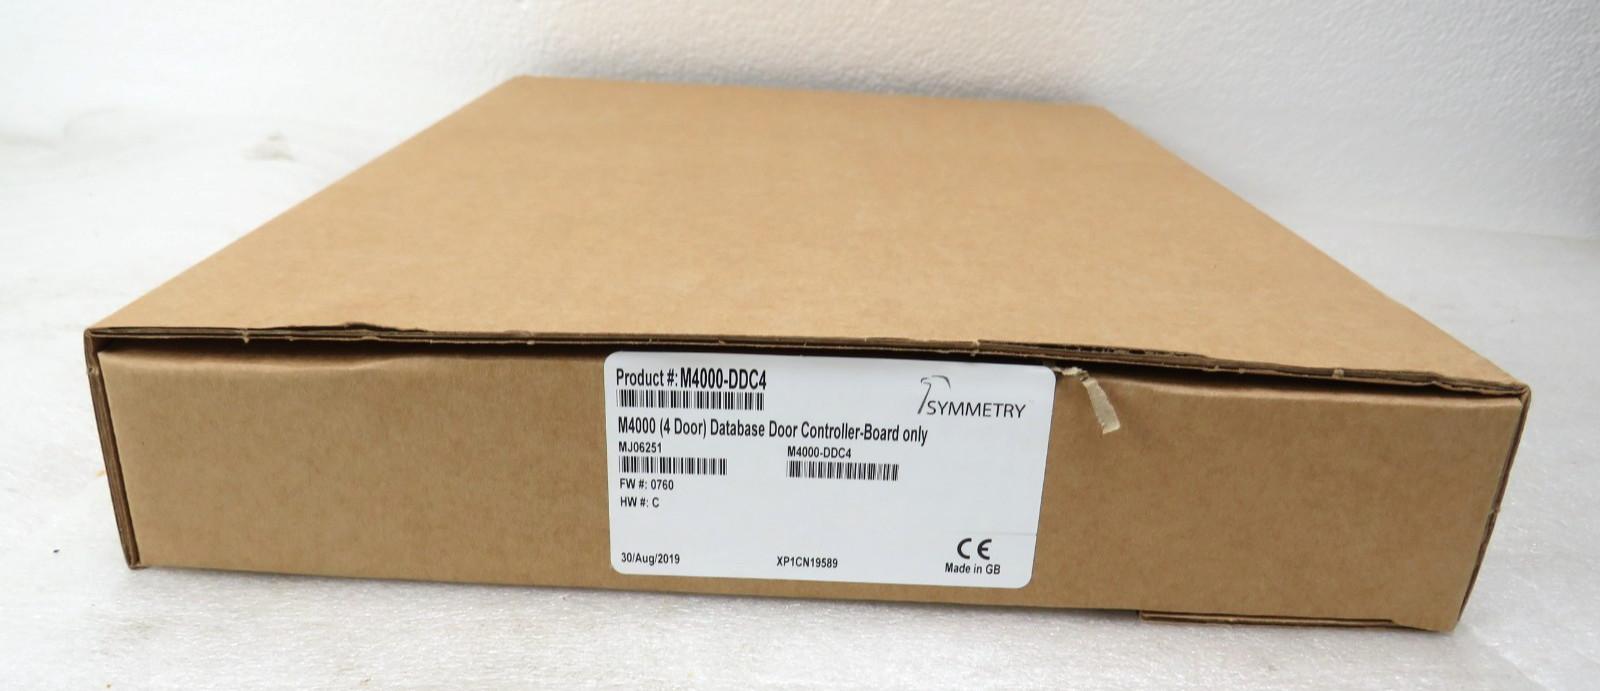 Product #: M4000-DDC4
SYMMETRY
M4000 (4 Door) Database Door Controller-Board only
MJ06251
M4000-DDC4
FW #: 0760
HW #: C
30/Aug/2019
XP1CN19589
CE
Made in GB